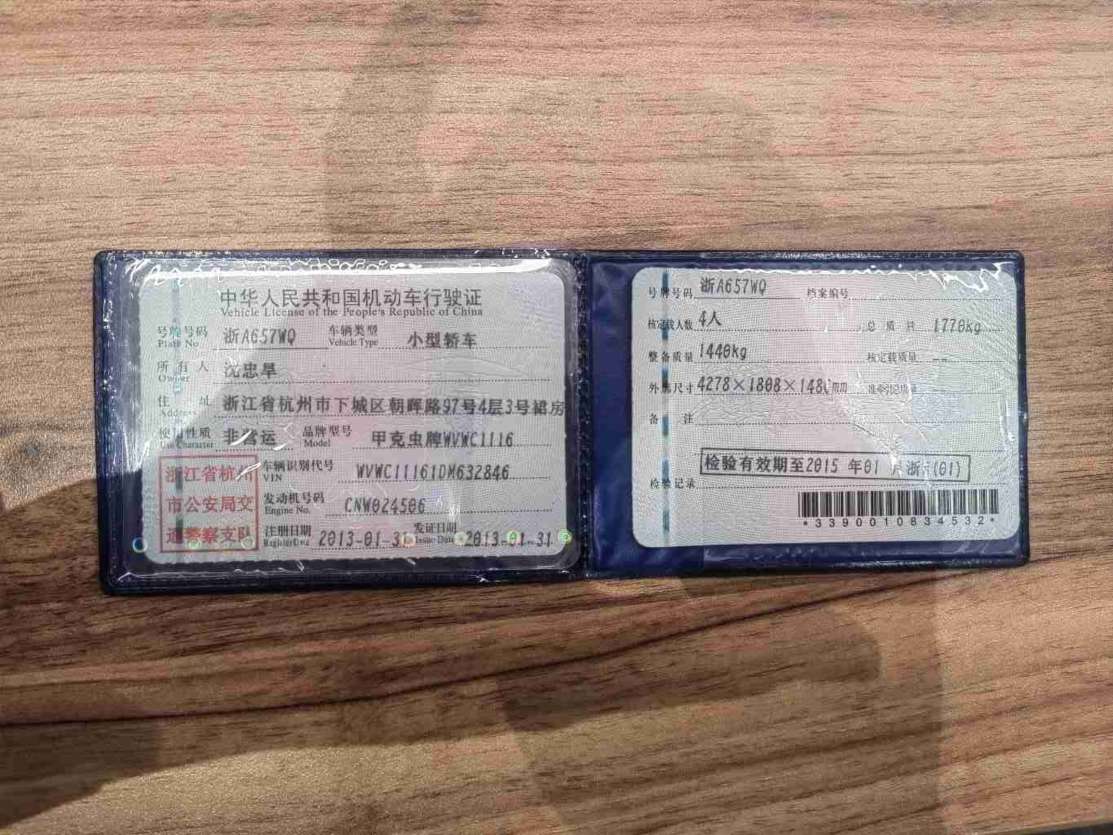 中华人民共和国机动车行驶证
Vehicle License of the People's Republic of China
号牌号码 浙A657WQ 车辆类型 小型轿车
Plate No. Vehicle Type
所有人 沈忠旱
Owner
住址 浙江省杭州市下城区朝晖路97号4层3号裙房
Address
使用性质 非营运 品牌型号 甲克虫牌WVWC1116
Use Character Model
浙江省杭州
市公安局交
通警察支队
车辆识别代号 WVWC11161DM632846
VIN
发动机号码 CNW024506
Engine No.
注册日期 2013-01-31 发证日期 2013-01-31
Register Date Issue Date
号牌号码 浙A657WQ 档案编号
核定载人数 4人 总质量 1770kg
整备质量 1440kg 核定载质量 --
外廓尺寸 4278×1808×148
备注
检验有效期至2015 年01 浙 (01)
检验记录
*3390010834532*